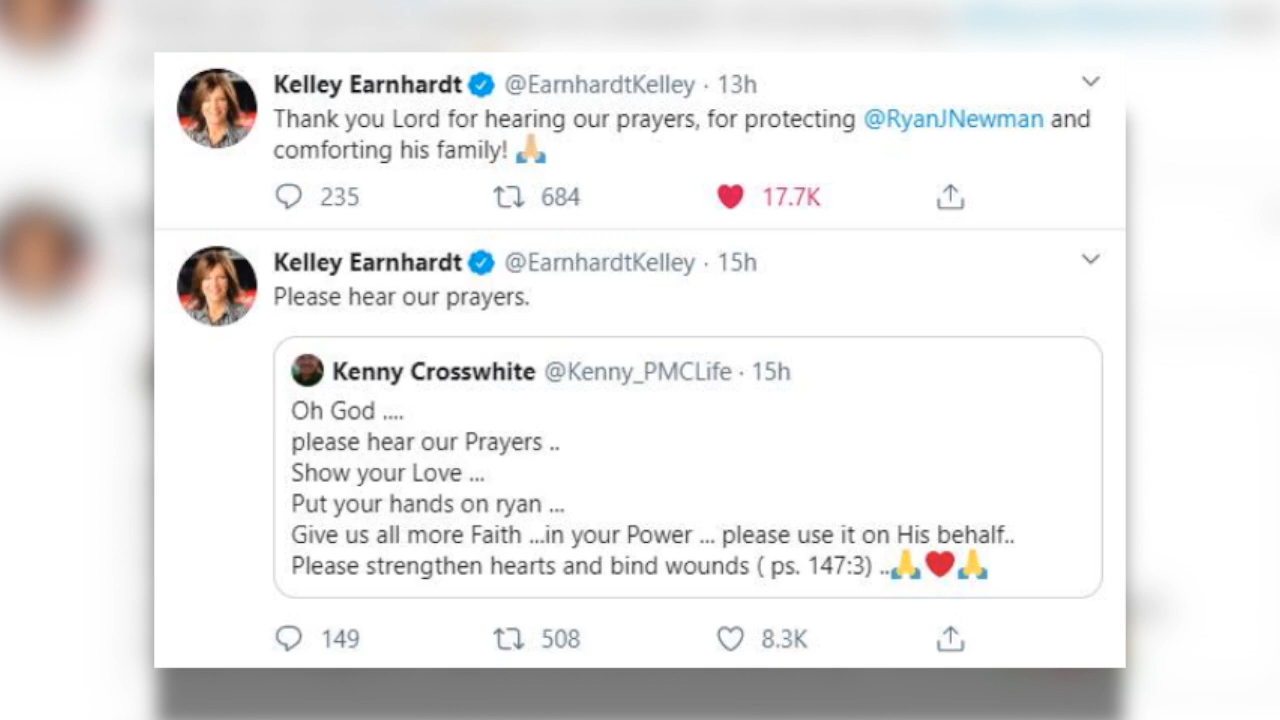 Kelley Earnhardt @EarnhardtKelley · 13h
Thank you Lord for hearing our prayers, for protecting @RyanJNewman and
comforting his family! 🙏🏼
235 684 17.7K
Kelley Earnhardt @EarnhardtKelley · 15h
Please hear our prayers.
Kenny Crosswhite @Kenny_PMCLife · 15h
Oh God ....
please hear our Prayers ..
Show your Love ...
Put your hands on ryan ...
Give us all more Faith ...in your Power ... please use it on His behalf..
Please strengthen hearts and bind wounds ( ps. 147:3) ..🙏❤️🙏
149 508 8.3K